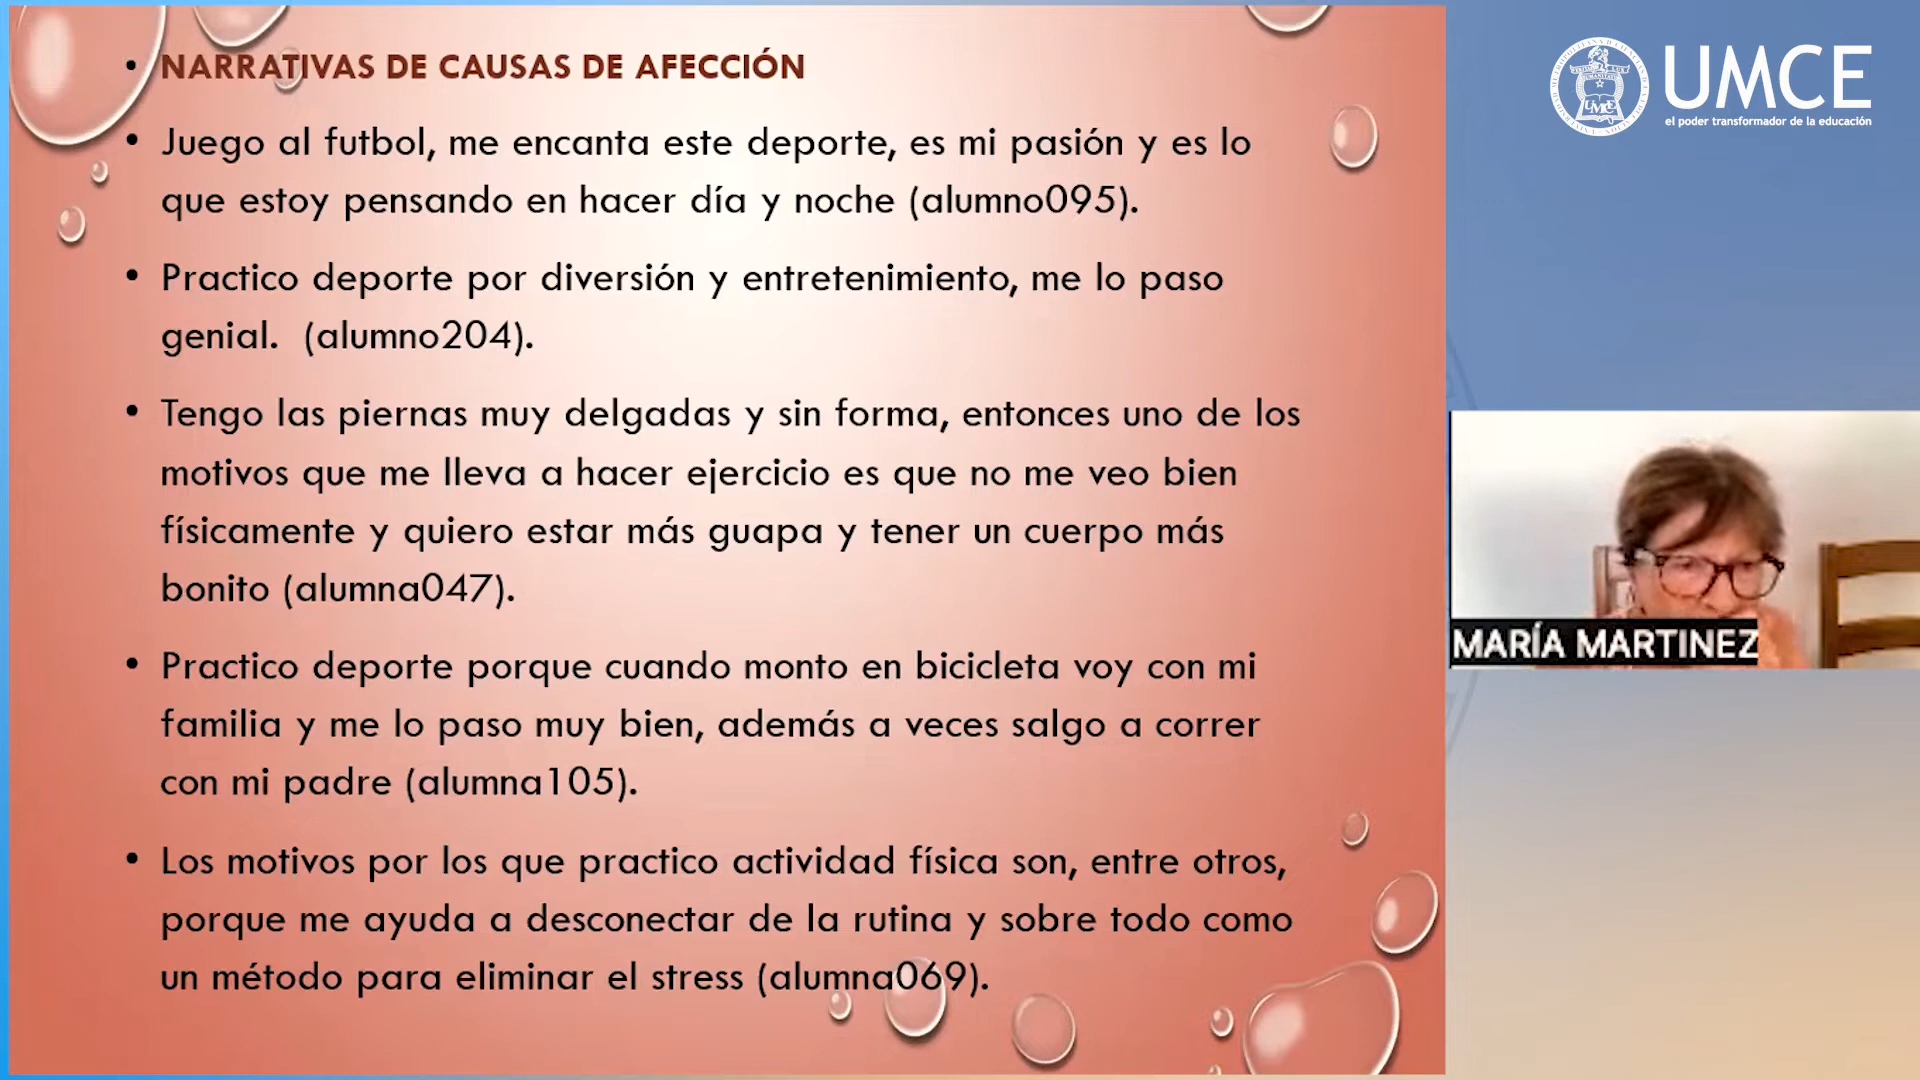 NARRATIVAS DE CAUSAS DE AFECCIÓN
Juego al futbol, me encanta este deporte, es mi pasión y es lo
que estoy pensando en hacer día y noche (alumno095).
Practico deporte por diversión y entretenimiento, me lo paso
genial. (alumno204).
Tengo las piernas muy delgadas y sin forma, entonces uno de los
motivos que me lleva a hacer ejercicio es que no me veo bien
físicamente y quiero estar más guapa y tener un cuerpo más
bonito (alumna047).
Practico deporte porque cuando monto en bicicleta voy con mi
familia y me lo paso muy bien, además a veces salgo a correr
con mi padre (alumna105).
Los motivos por los que practico actividad física son, entre otros,
porque me ayuda a desconectar de la rutina y sobre todo como
un método para eliminar el stress (alumna069).
UMCE
el poder transformador de la educación
MARÍA MARTINEZ